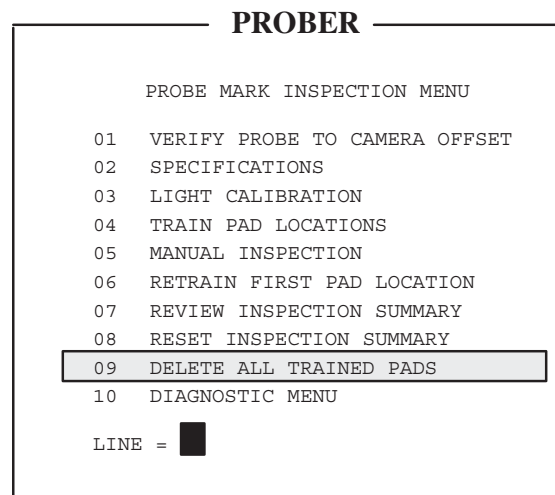 PROBER
PROBE MARK INSPECTION MENU
01 VERIFY PROBE TO CAMERA OFFSET
02 SPECIFICATIONS
03 LIGHT CALIBRATION
04 TRAIN PAD LOCATIONS
05 MANUAL INSPECTION
06 RETRAIN FIRST PAD LOCATION
07 REVIEW INSPECTION SUMMARY
08 RESET INSPECTION SUMMARY
09 DELETE ALL TRAINED PADS
10 DIAGNOSTIC MENU
LINE =